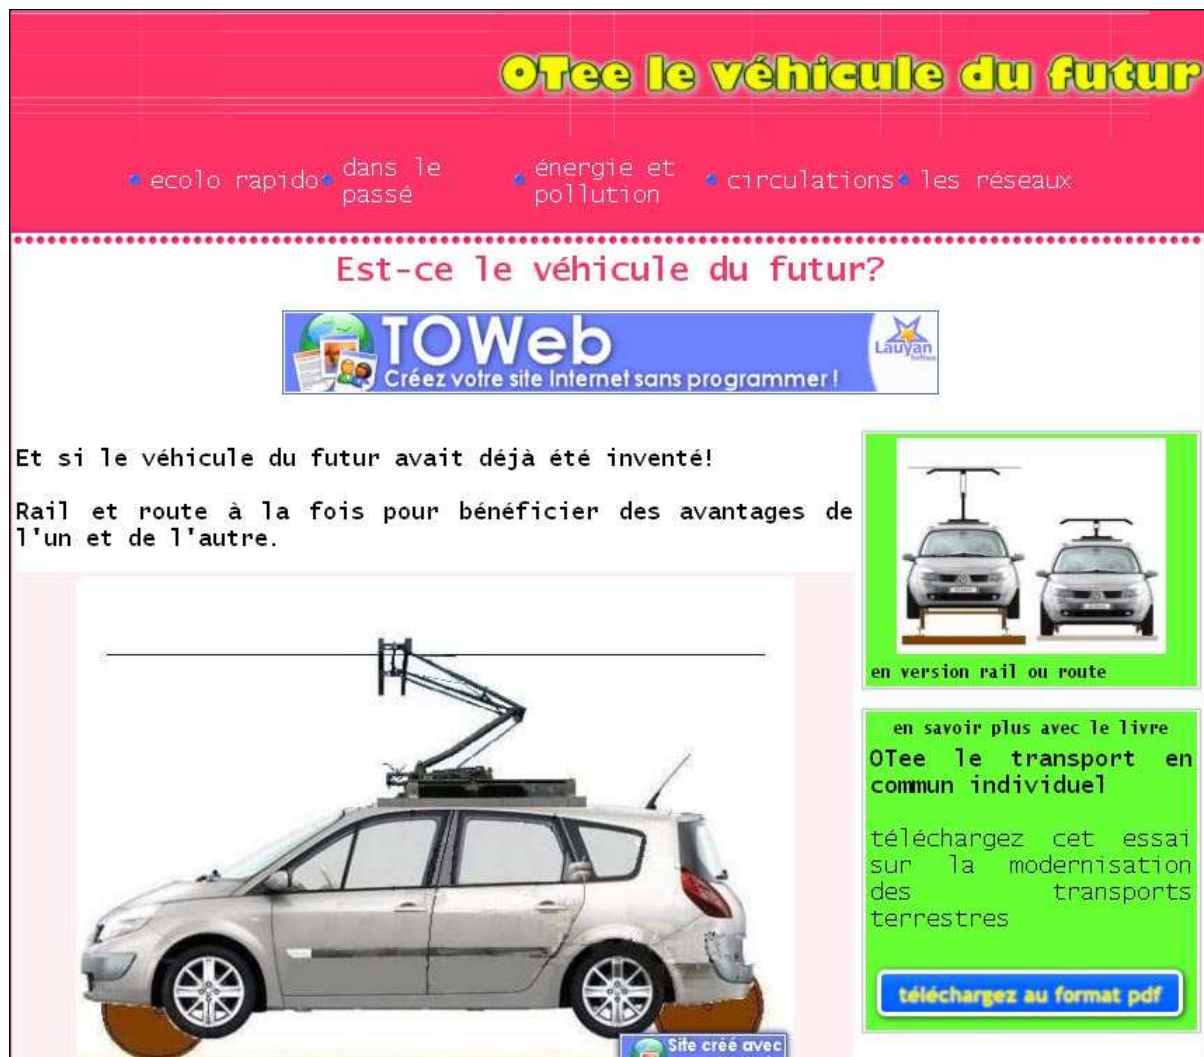 OTee le véhicule du futur
ecolo rapido
dans le
passé
énergie et
pollution
circulations
les réseaux
Est-ce le véhicule du futur?
TOWeb
Créez votre site Internet sans programmer !
Lauyan
Software
Et si le véhicule du futur avait déjà été inventé!
Rail et route à la fois pour bénéficier des avantages de
l'un et de l'autre.
en version rail ou route
en savoir plus avec le livre
OTee le transport en
commun individuel
téléchargez cet essai
sur la modernisation
des transports
terrestres
téléchargez au format pdf
Site créé avec